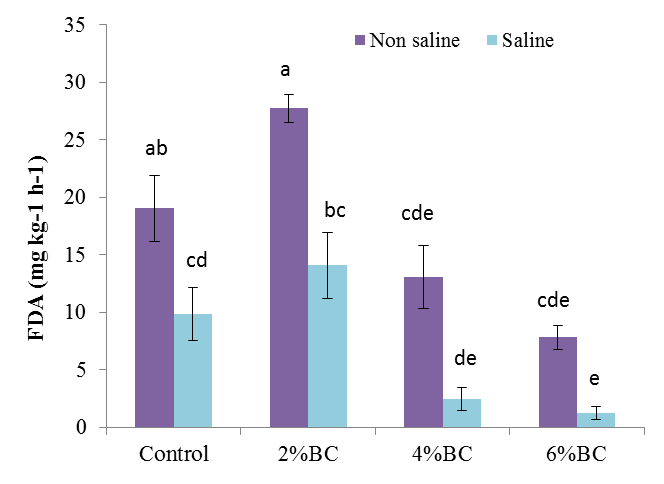 35
Non saline
Saline
30
a
25
ab
20
bc
cde
15
cd
cde
10
de
e
5
0
FDA (mg kg-1 h-1)
Control
2%BC
4%BC
6%BC